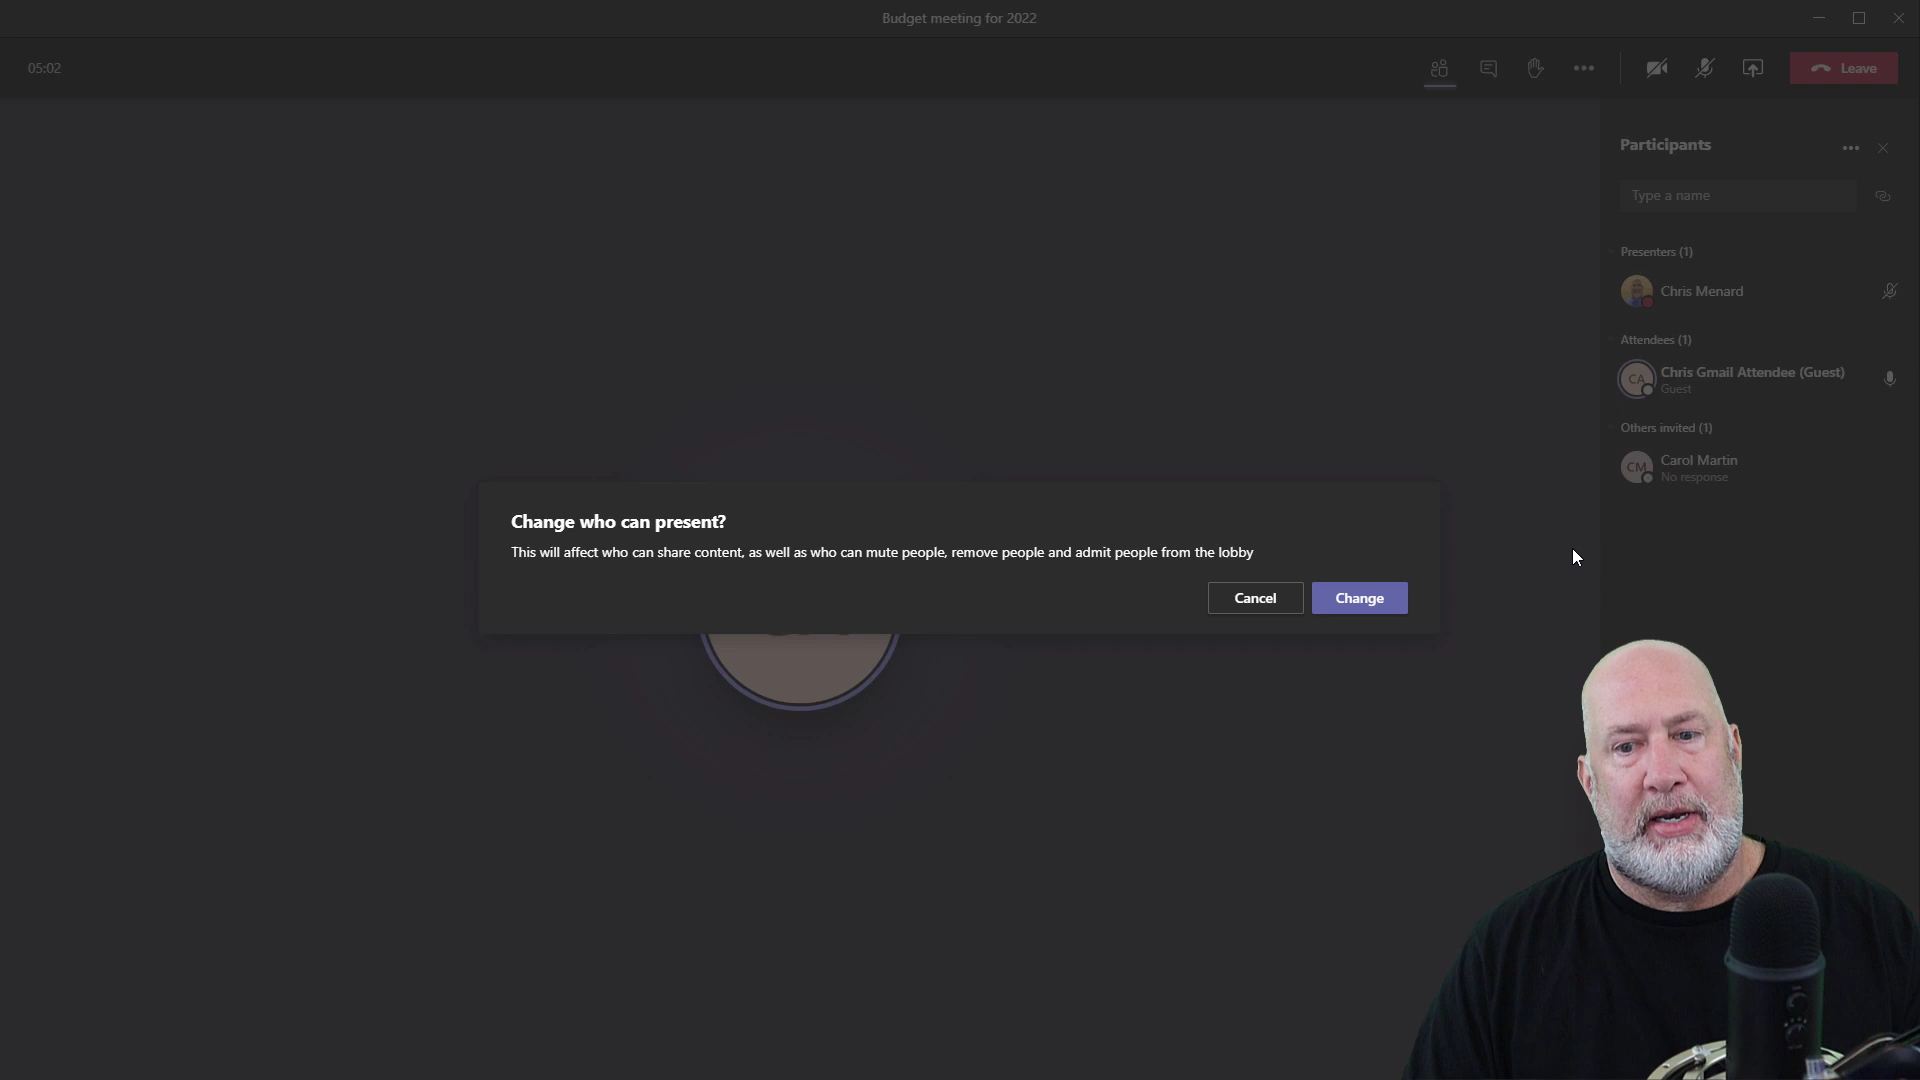 Budget meeting for 2022
05:02
Leave
Participants
Type a name
Presenters (1)
Chris Menard
Attendees (1)
CA
Chris Gmail Attendee (Guest)
Guest
Others invited (1)
CM
Carol Martin
No response
Change who can present?
This will affect who can share content, as well as who can mute people, remove people and admit people from the lobby
Cancel
Change